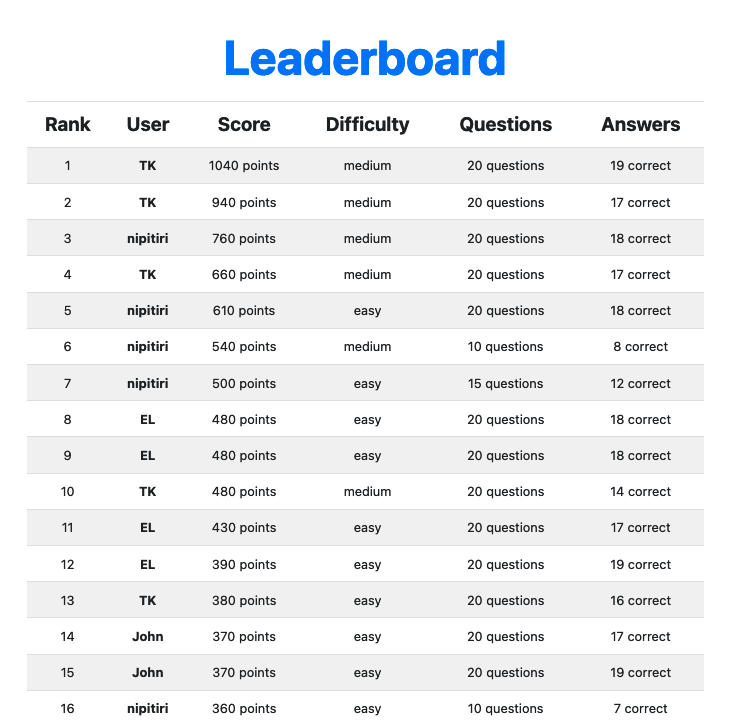 Leaderboard
Rank User Score Difficulty Questions Answers
1 TK 1040 points medium 20 questions 19 correct
2 TK 940 points medium 20 questions 17 correct
3 nipitiri 760 points medium 20 questions 18 correct
4 TK 660 points medium 20 questions 17 correct
5 nipitiri 610 points easy 20 questions 18 correct
6 nipitiri 540 points medium 10 questions 8 correct
7 nipitiri 500 points easy 15 questions 12 correct
8 EL 480 points easy 20 questions 18 correct
9 EL 480 points easy 20 questions 18 correct
10 TK 480 points medium 20 questions 14 correct
11 EL 430 points easy 20 questions 17 correct
12 EL 390 points easy 20 questions 19 correct
13 TK 380 points easy 20 questions 16 correct
14 John 370 points easy 20 questions 17 correct
15 John 370 points easy 20 questions 19 correct
16 nipitiri 360 points easy 10 questions 7 correct